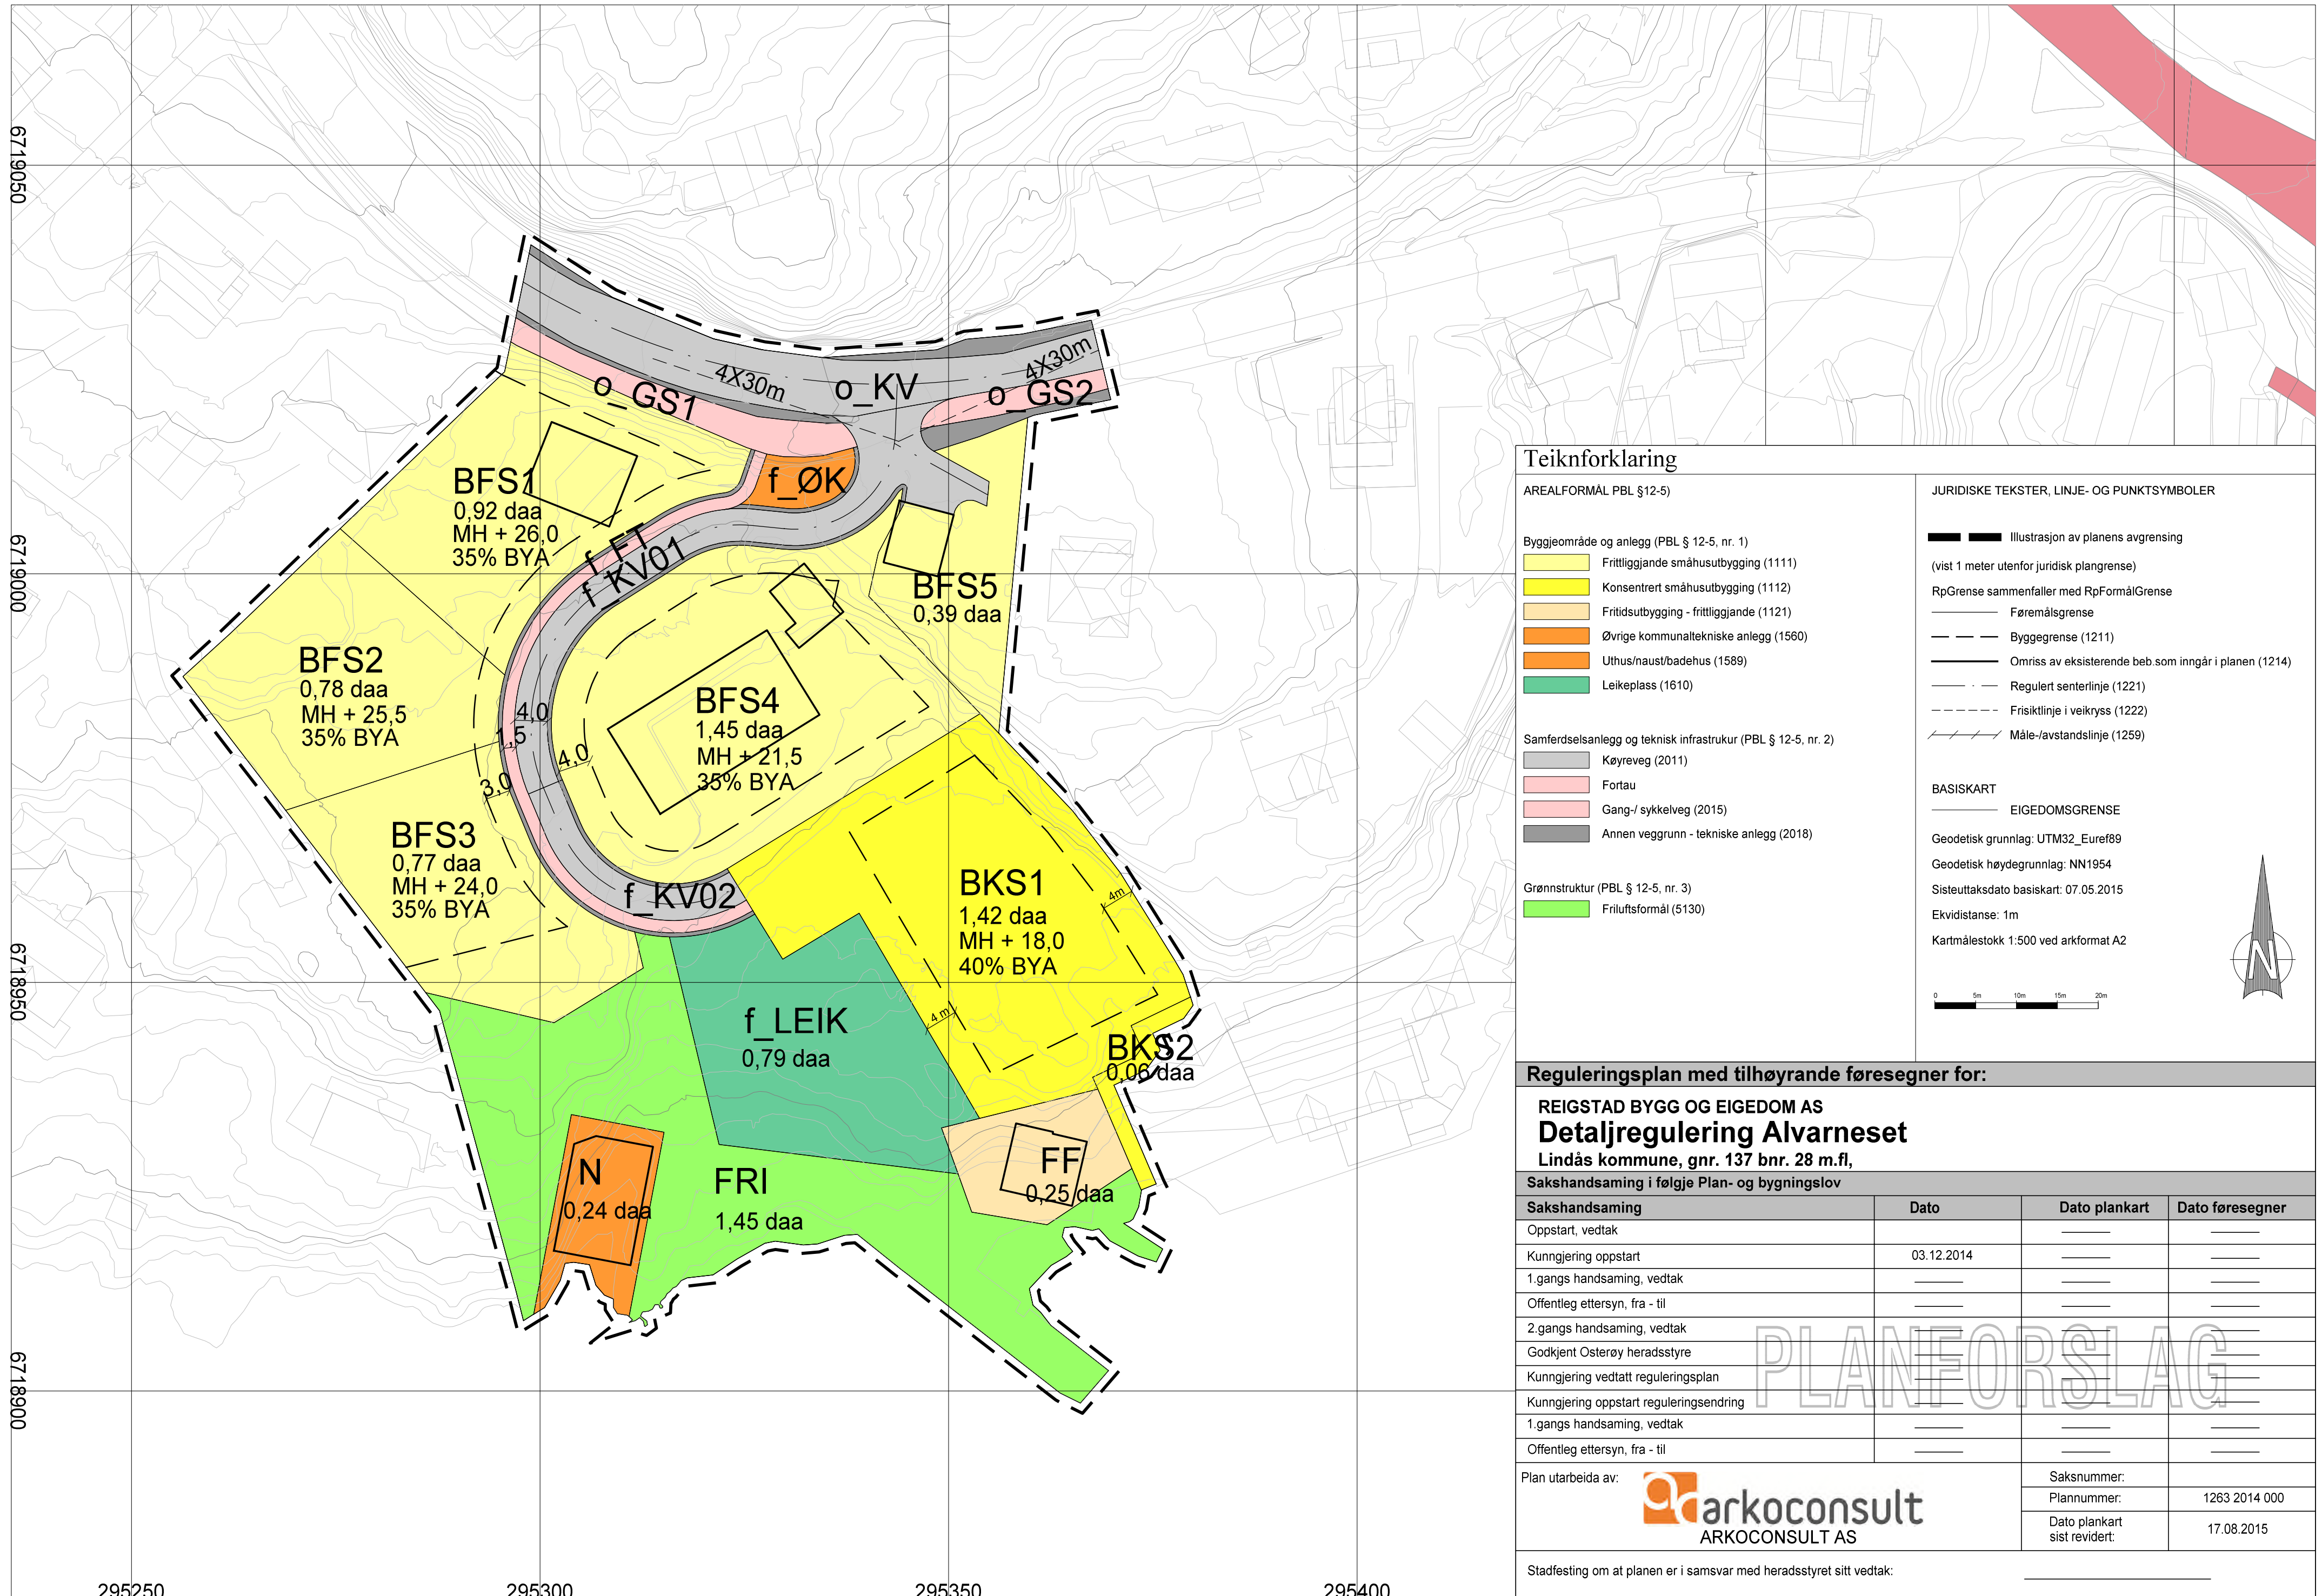 6719050
6719000
6718950
6718900
295250
295300
295350
295400
4X30m
o_KV
4X30m
o_GS1
o_GS2
f_ØK
BFS1
0,92 daa
MH + 26,0
35% BYA
f_FT
f_KV01
BFS5
0,39 daa
BFS2
0,78 daa
MH + 25,5
35% BYA
4,0
1,5
4,0
3,0
BFS4
1,45 daa
MH + 21,5
35% BYA
BFS3
0,77 daa
MH + 24,0
35% BYA
f_KV02
BKS1
1,42 daa
MH + 18,0
40% BYA
4m
4 m
f_LEIK
0,79 daa
BKS2
0,06 daa
N
0,24 daa
FRI
1,45 daa
FF
0,25 daa
Teiknforklaring
AREALFORMÅL PBL §12-5)
Byggjeområde og anlegg (PBL § 12-5, nr. 1)
Frittliggjande småhusutbygging (1111)
Konsentrert småhusutbygging (1112)
Fritidsutbygging - frittliggjande (1121)
Øvrige kommunaltekniske anlegg (1560)
Uthus/naust/badehus (1589)
Leikeplass (1610)
Samferdselsanlegg og teknisk infrastrukur (PBL § 12-5, nr. 2)
Køyreveg (2011)
Fortau
Gang-/ sykkelveg (2015)
Annen veggrunn - tekniske anlegg (2018)
Grønnstruktur (PBL § 12-5, nr. 3)
Friluftsformål (5130)
JURIDISKE TEKSTER, LINJE- OG PUNKTSYMBOLER
Illustrasjon av planens avgrensing
(vist 1 meter utenfor juridisk plangrense)
RpGrense sammenfaller med RpFormålGrense
Føremålsgrense
Byggegrense (1211)
Omriss av eksisterende beb.som inngår i planen (1214)
Regulert senterlinje (1221)
Frisiktlinje i veikryss (1222)
Måle-/avstandslinje (1259)
BASISKART
EIGEDOMSGRENSE
Geodetisk grunnlag: UTM32_Euref89
Geodetisk høydegrunnlag: NN1954
Sisteuttaksdato basiskart: 07.05.2015
Ekvidistanse: 1m
Kartmålestokk 1:500 ved arkformat A2
N
0 5m 10m 15m 20m
Reguleringsplan med tilhøyrande føresegner for:
REIGSTAD BYGG OG EIGEDOM AS
Detaljregulering Alvarneset
Lindås kommune, gnr. 137 bnr. 28 m.fl,
Sakshandsaming i følgje Plan- og bygningslov
Sakshandsaming Dato Dato plankart Dato føresegner
Oppstart, vedtak
Kunngjering oppstart 03.12.2014
1.gangs handsaming, vedtak
Offentleg ettersyn, fra - til
2.gangs handsaming, vedtak
Godkjent Osterøy heradsstyre
Kunngjering vedtatt reguleringsplan
Kunngjering oppstart reguleringsendring
1.gangs handsaming, vedtak
Offentleg ettersyn, fra - til
PLANFORSLAG
Plan utarbeida av:
arkoconsult
ARKOCONSULT AS
Saksnummer:
Plannummer: 1263 2014 000
Dato plankart
sist revidert: 17.08.2015
Stadfesting om at planen er i samsvar med heradsstyret sitt vedtak: